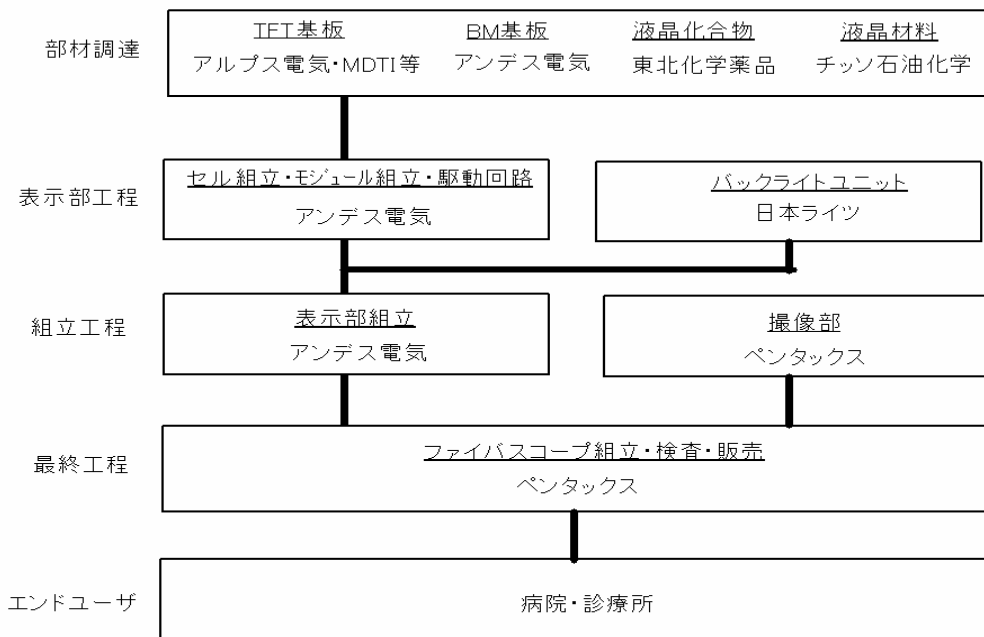 部材調達
TFT基板 BM基板 液晶化合物 液晶材料
アルプス電気・MDTI等 アンデス電気 東北化学薬品 チッソ石油化学
表示部工程
セル組立・モジュール組立・駆動回路
アンデス電気
バックライトユニット
日本ライツ
組立工程
表示部組立
アンデス電気
撮像部
ペンタックス
最終工程
ファイバスコープ組立・検査・販売
ペンタックス
エンドユーザ
病院・診療所